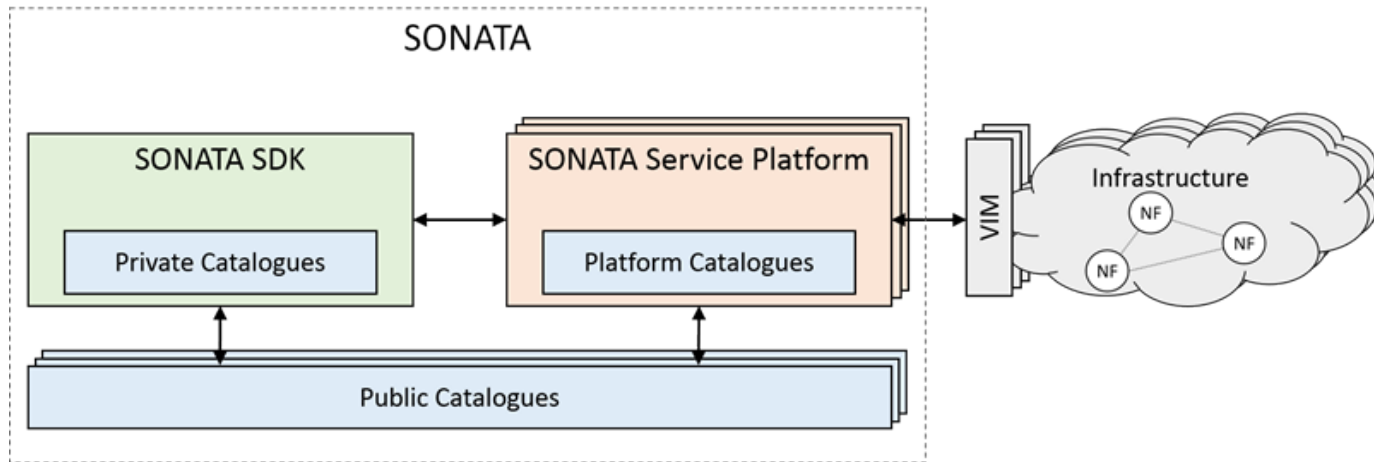 SONATA
SONATA SDK
Private Catalogues
SONATA Service Platform
Platform Catalogues
Public Catalogues
VIM
Infrastructure
NF
NF
NF